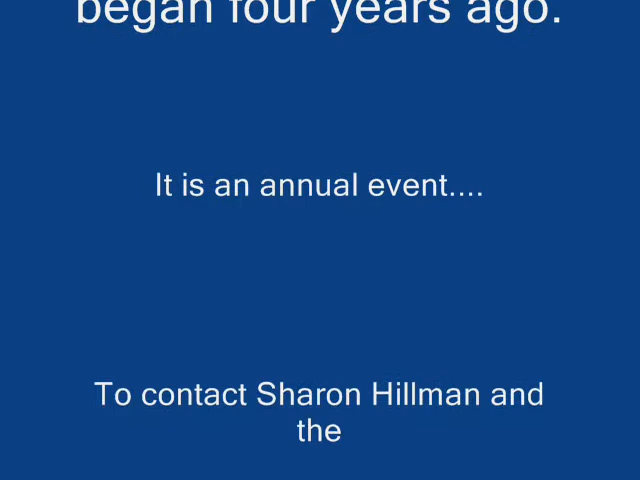 began four years ago.
It is an annual event....
To contact Sharon Hillman and
the